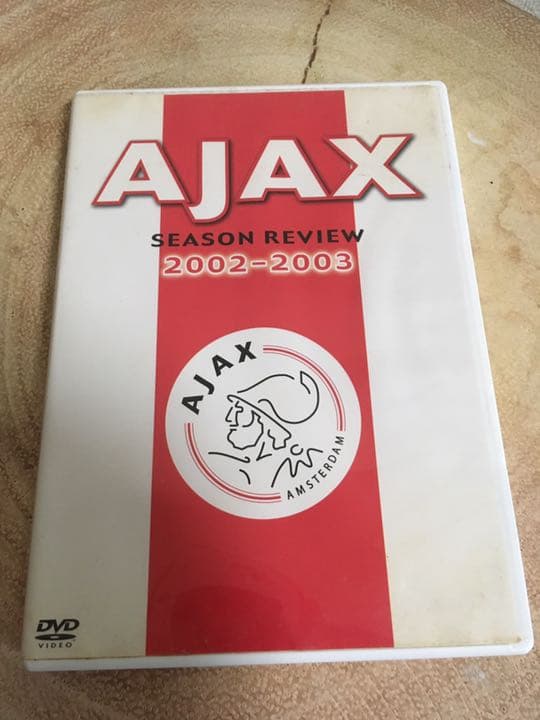 AJAX
SEASON REVIEW
2002-2003
AJAX
AMSTERDAM
DVD
VIDEO